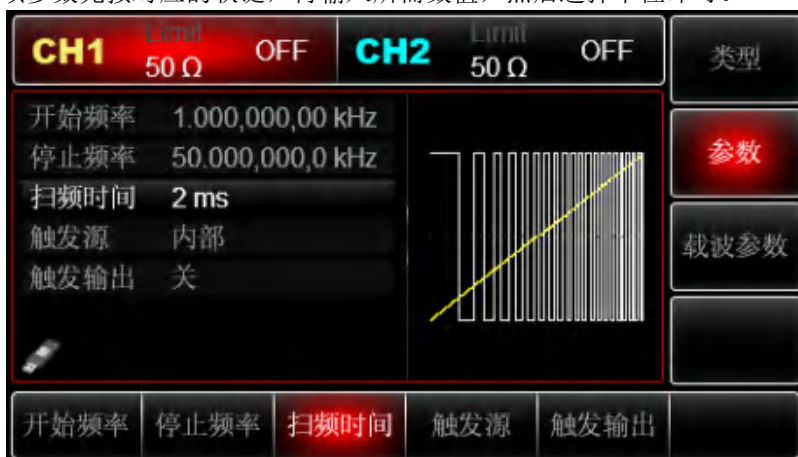 CH1 Limit 50 Ω OFF
CH2 Limit 50 Ω OFF
类型
开始频率 1.000,000,00 kHz
停止频率 50.000,000,0 kHz
扫频时间 2 ms
触发源 内部
触发输出 关
参数
载波参数
开始频率 停止频率 扫频时间 触发源 触发输出